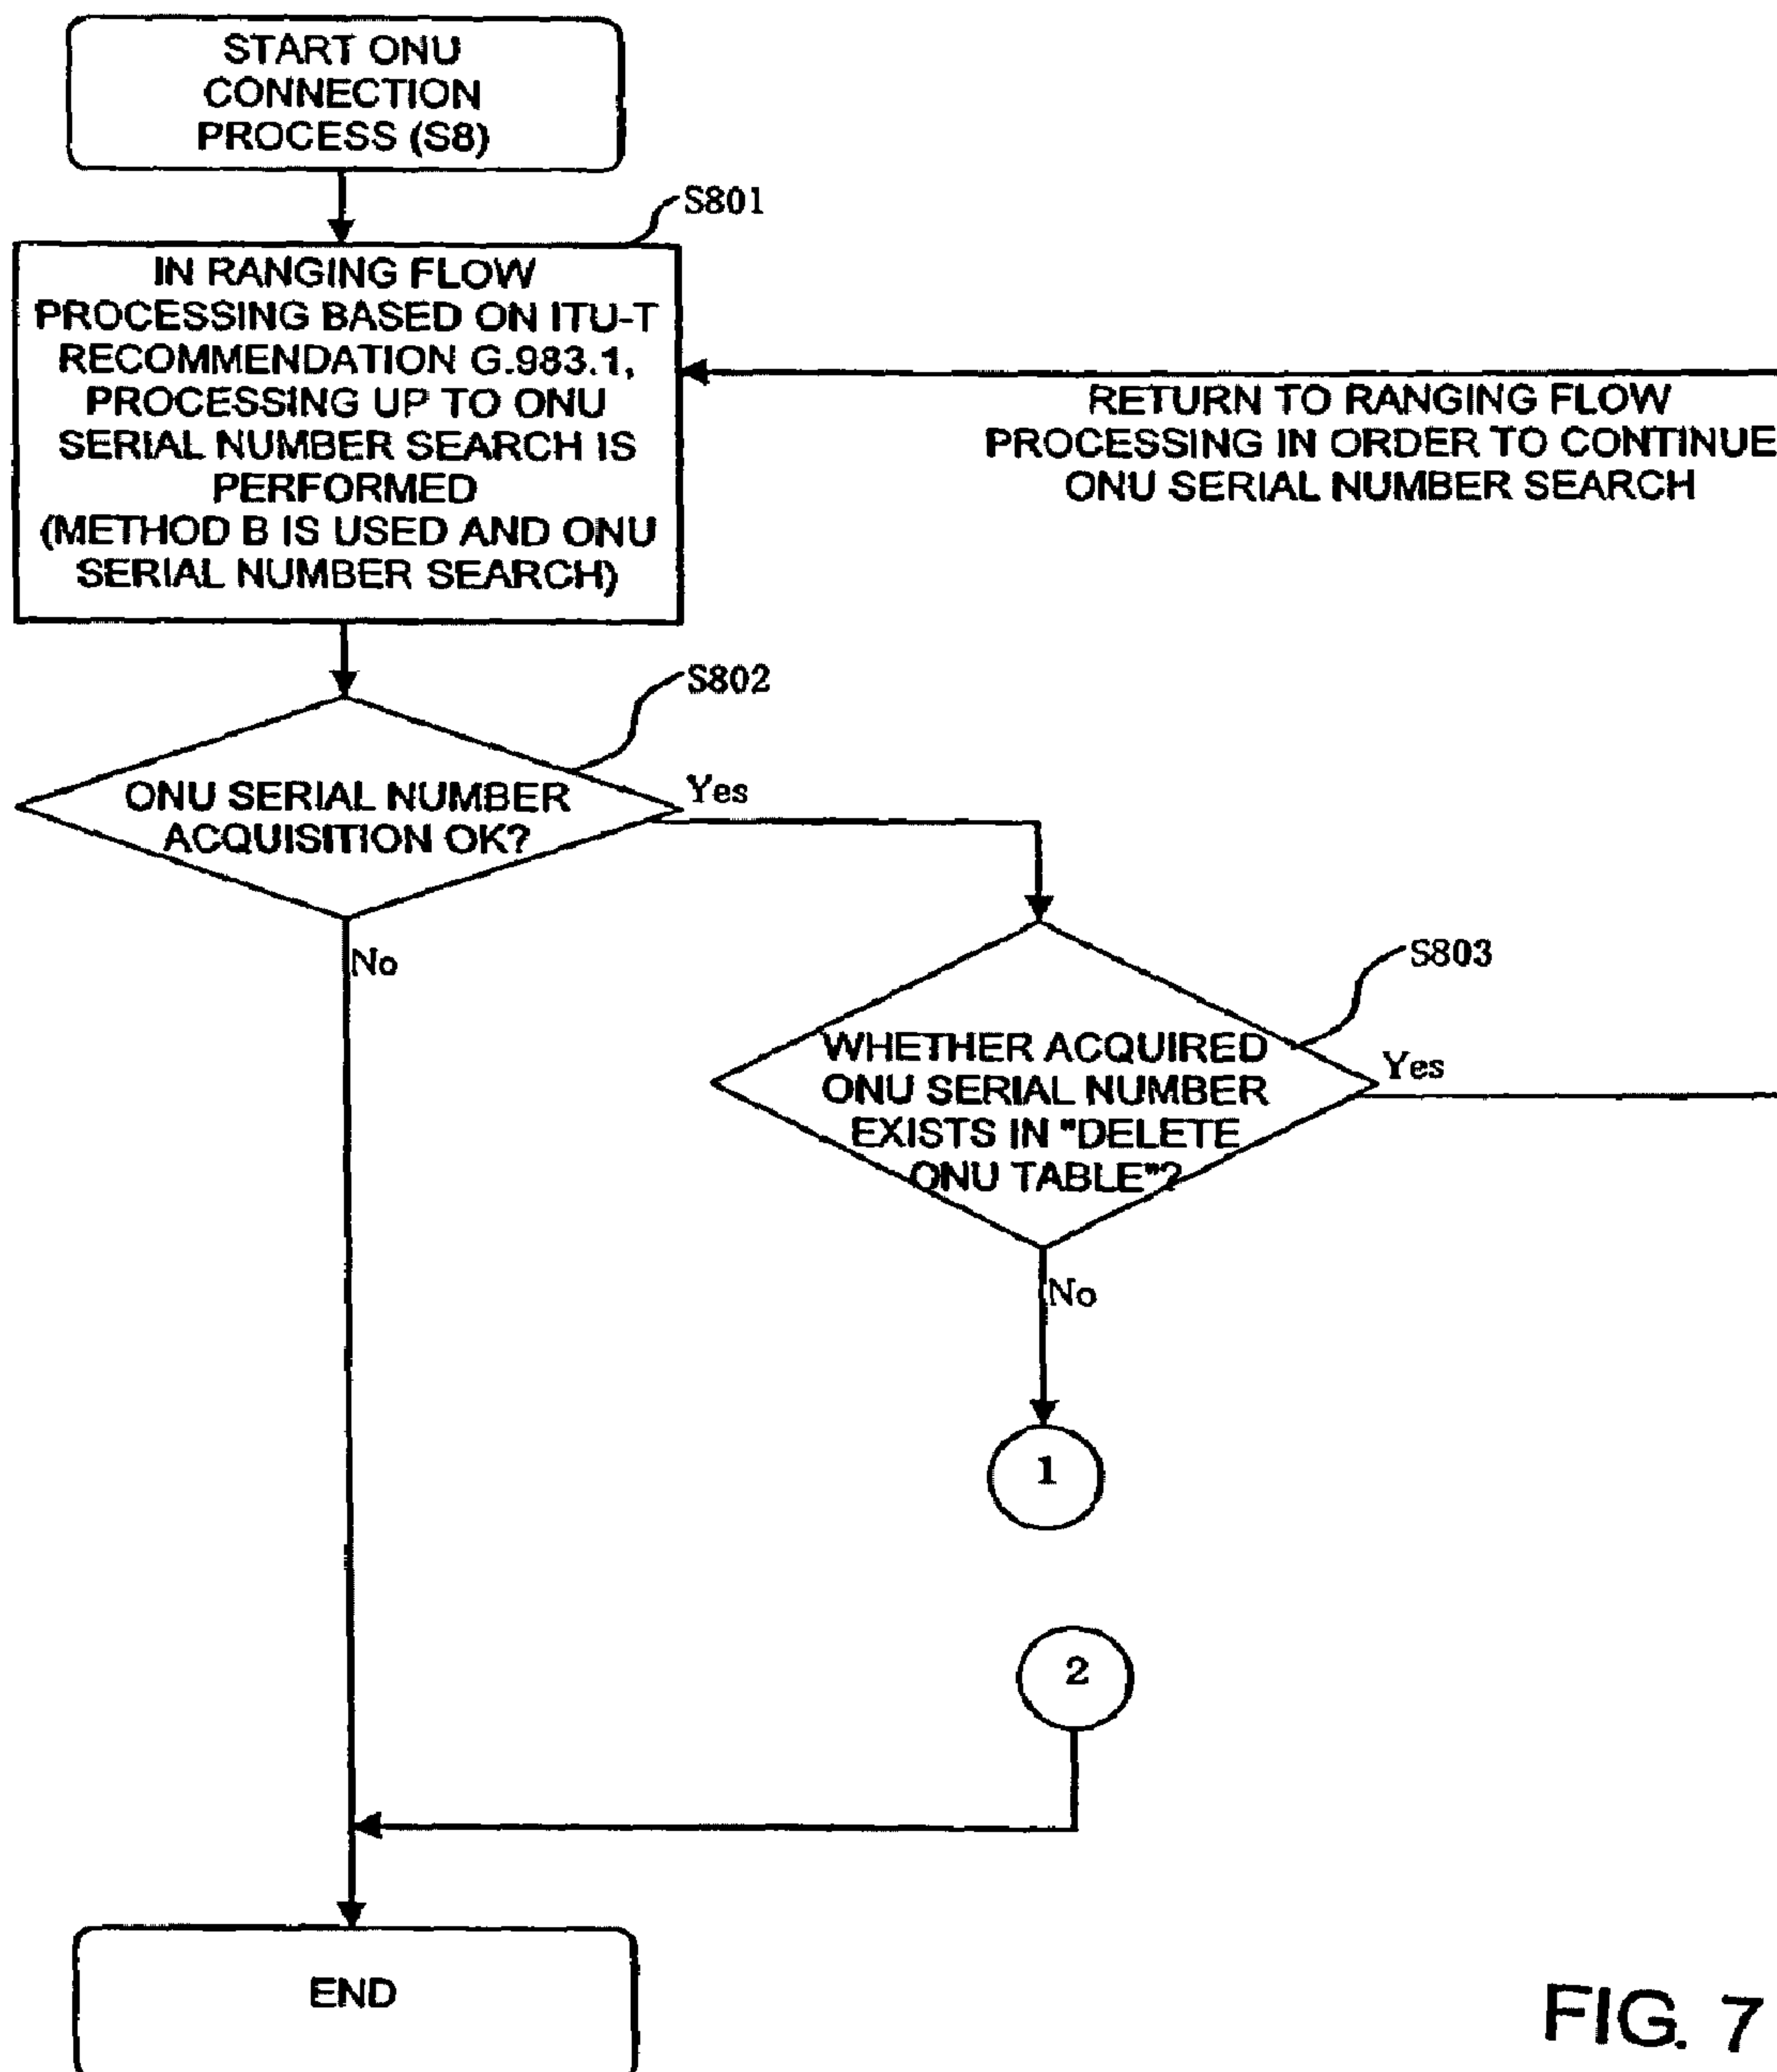 START ONU
CONNECTION
PROCESS (S8)
S801
IN RANGING FLOW
PROCESSING BASED ON ITU-T
RECOMMENDATION G.983.1,
PROCESSING UP TO ONU
SERIAL NUMBER SEARCH IS
PERFORMED
(METHOD B IS USED AND ONU
SERIAL NUMBER SEARCH)
RETURN TO RANGING FLOW
PROCESSING IN ORDER TO CONTINUE
ONU SERIAL NUMBER SEARCH
S802
ONU SERIAL NUMBER
ACQUISITION OK?
Yes
No
S803
WHETHER ACQUIRED
ONU SERIAL NUMBER
EXISTS IN "DELETE
ONU TABLE"?
Yes
No
1
2
END
FIG. 7